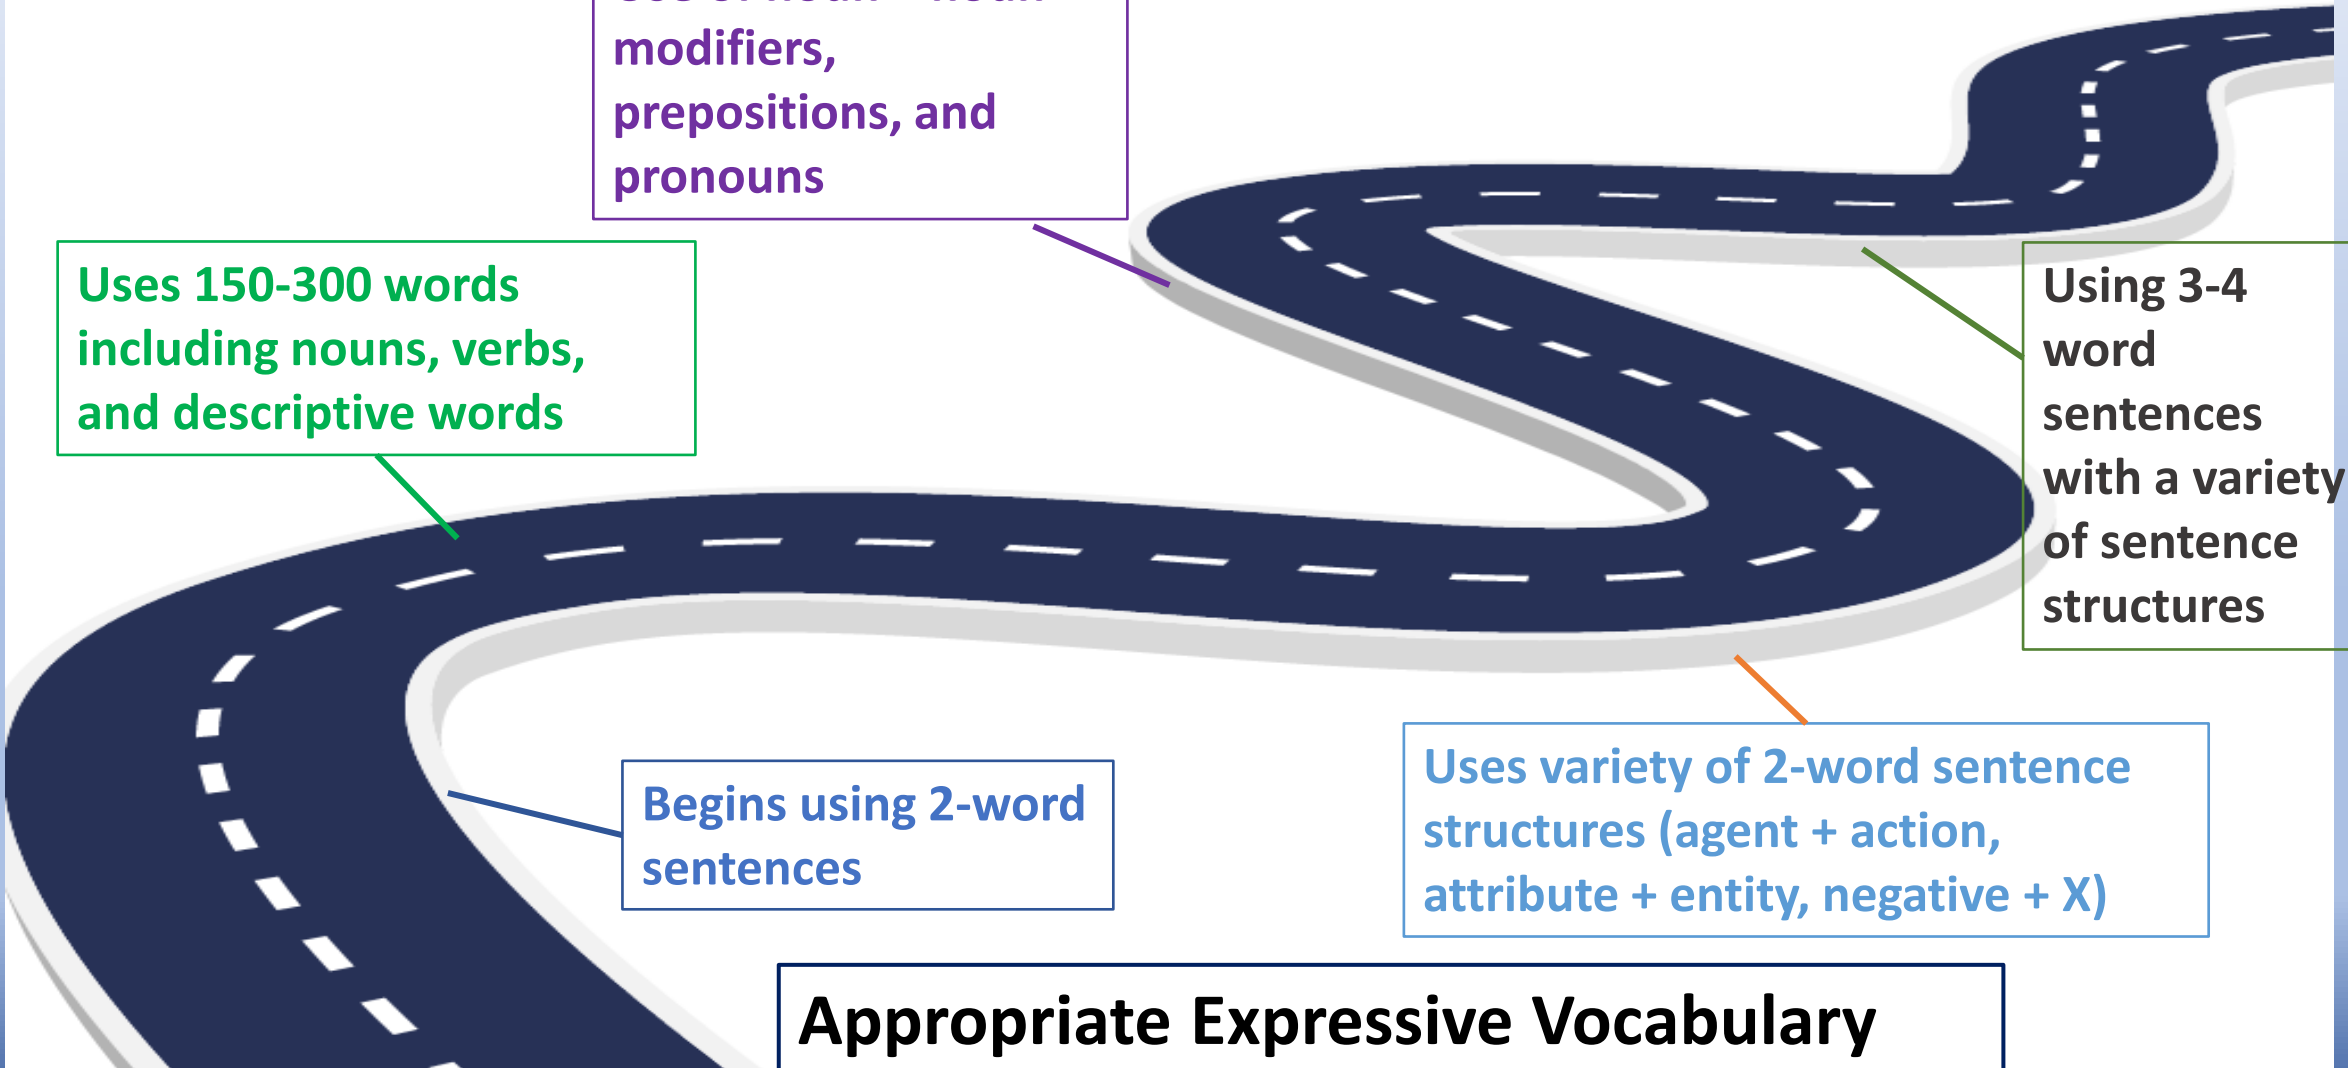 modifiers,
prepositions, and
pronouns
Uses 150-300 words
including nouns, verbs,
and descriptive words
Using 3-4
word
sentences
with a variety
of sentence
structures
Begins using 2-word
sentences
Uses variety of 2-word sentence
structures (agent + action,
attribute + entity, negative + X)
Appropriate Expressive Vocabulary